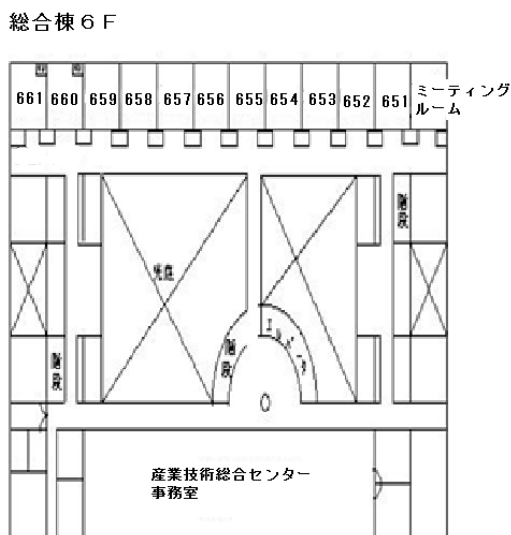 総合棟６Ｆ
661 660 659 658 657 656 655 654 653 652 651 ミーティング
ルーム
階段
光庭
エレベータ
階段
階段
産業技術総合センター
事務室